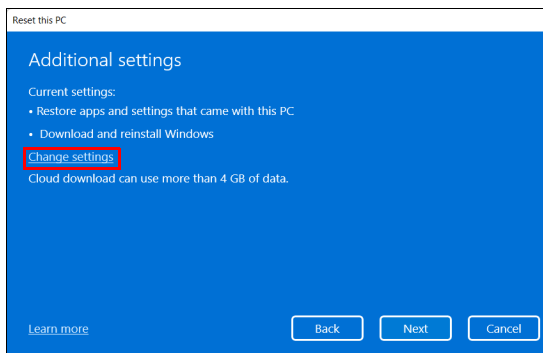 Reset this PC
Additional settings
Current settings:
• Restore apps and settings that came with this PC
• Download and reinstall Windows
Change settings
Cloud download can use more than 4 GB of data.
Learn more
Back
Next
Cancel